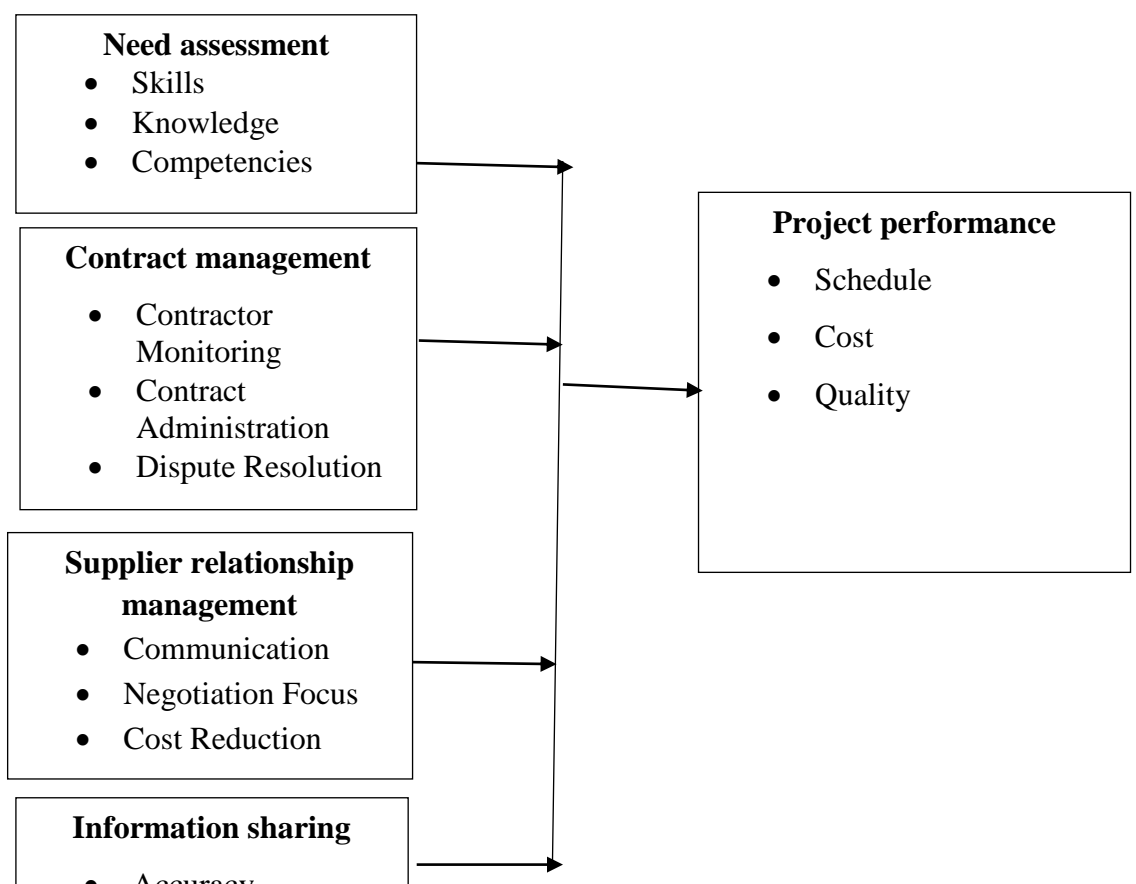 Need assessment
• Skills
• Knowledge
• Competencies
Contract management
• Contractor
Monitoring
• Contract
Administration
• Dispute Resolution
Supplier relationship
management
• Communication
• Negotiation Focus
• Cost Reduction
Information sharing
• Accuracy
Project performance
• Schedule
• Cost
• Quality